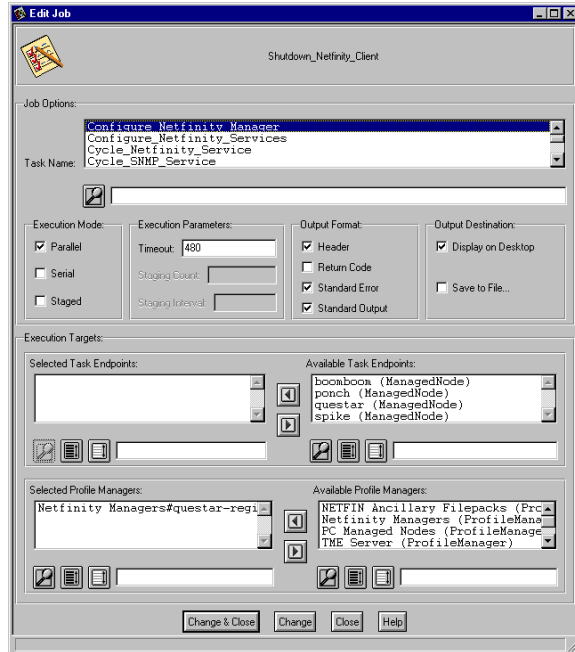 Edit Job
Shutdown_Netfinity_Client
Job Options:
Task Name:
Configure_Netfinity_Manager
Configure_Netfinity_Services
Cycle_Netfinity_Service
Cycle_SNMP_Service
Execution Mode:
Parallel
Serial
Staged
Execution Parameters:
Timeout: 480
Staging Count:
Staging Interval:
Output Format:
Header
Return Code
Standard Error
Standard Output
Output Destination:
Display on Desktop
Save to File...
Execution Targets:
Selected Task Endpoints:
Available Task Endpoints:
boomboom (ManagedNode)
ponch (ManagedNode)
questar (ManagedNode)
spike (ManagedNode)
Selected Profile Managers:
Netfinity Managers#questar-regi
Available Profile Managers:
NETFIN Ancillary Filepacks (Prc
Netfinity Managers (ProfileMana
PC Managed Nodes (ProfileManage
TME Server (ProfileManager)
Change & Close
Change
Close
Help